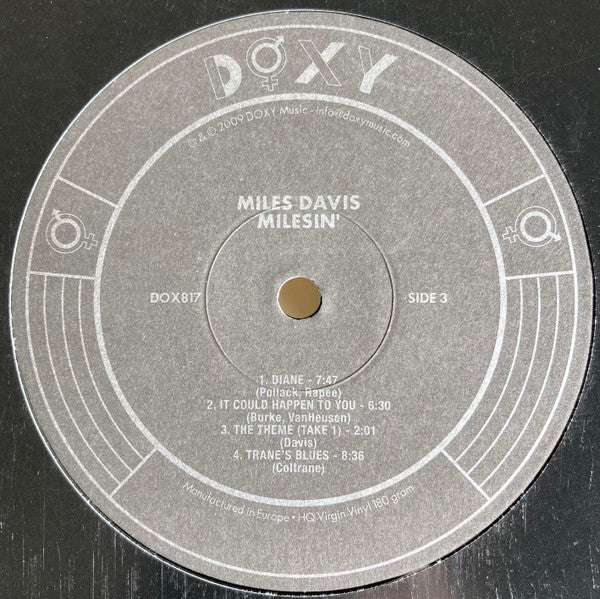 DOXY
℗ & © 2009 DOXY Music - info@doxymusic.com
MILES DAVIS
MILESIN'
DOX817
SIDE 3
1. DIANE - 7:47
(Pollack, Rapee)
2. IT COULD HAPPEN TO YOU - 6:30
(Burke, VanHeusen)
3. THE THEME (TAKE 1) - 2:01
(Davis)
4. TRANE'S BLUES - 8:36
(Coltrane)
Manufactured in Europe • HQ Virgin Vinyl 180 gram